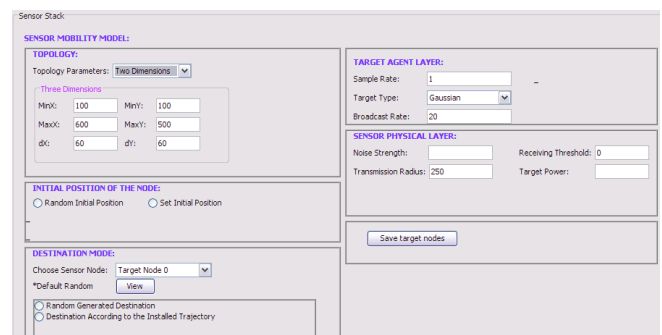 Sensor Stack
SENSOR MOBILITY MODEL:
TOPOLOGY:
Topology Parameters: Two Dimensions
Three Dimensions
MinX: 100 MinY: 100
MaxX: 600 MaxY: 500
dX: 60 dY: 60
INITIAL POSITION OF THE NODE:
Random Initial Position Set Initial Position
DESTINATION MODE:
Choose Sensor Node: Target Node 0
*Default Random View
Random Generated Destination
Destination According to the Installed Trajectory
TARGET AGENT LAYER:
Sample Rate: 1
Target Type: Gaussian
Broadcast Rate: 20
SENSOR PHYSICAL LAYER:
Noise Strength: Receiving Threshold: 0
Transmission Radius: 250 Target Power:
Save target nodes